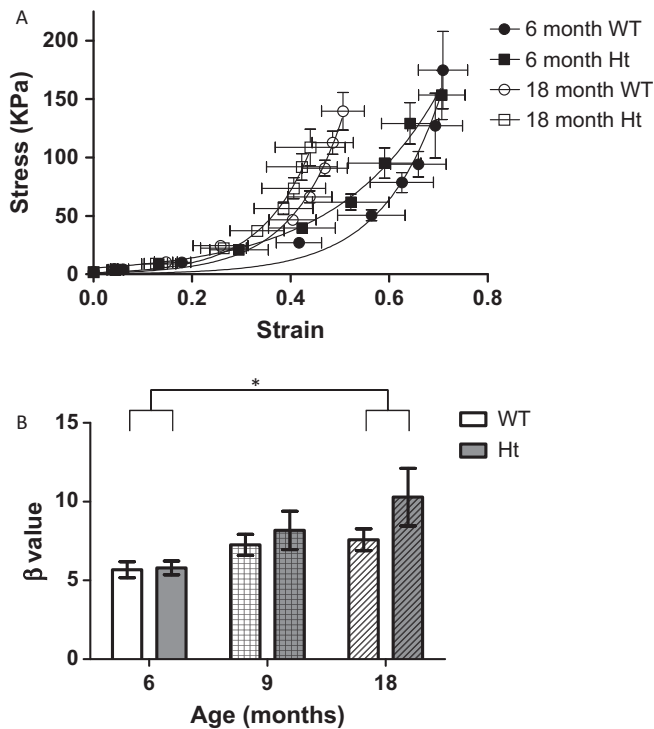 A
200
150
100
50
0
Stress (KPa)
0.0 0.2 0.4 0.6 0.8
Strain
6 month WT
6 month Ht
18 month WT
18 month Ht
B
*
15
10
5
0
β value
6 9 18
Age (months)
WT
Ht